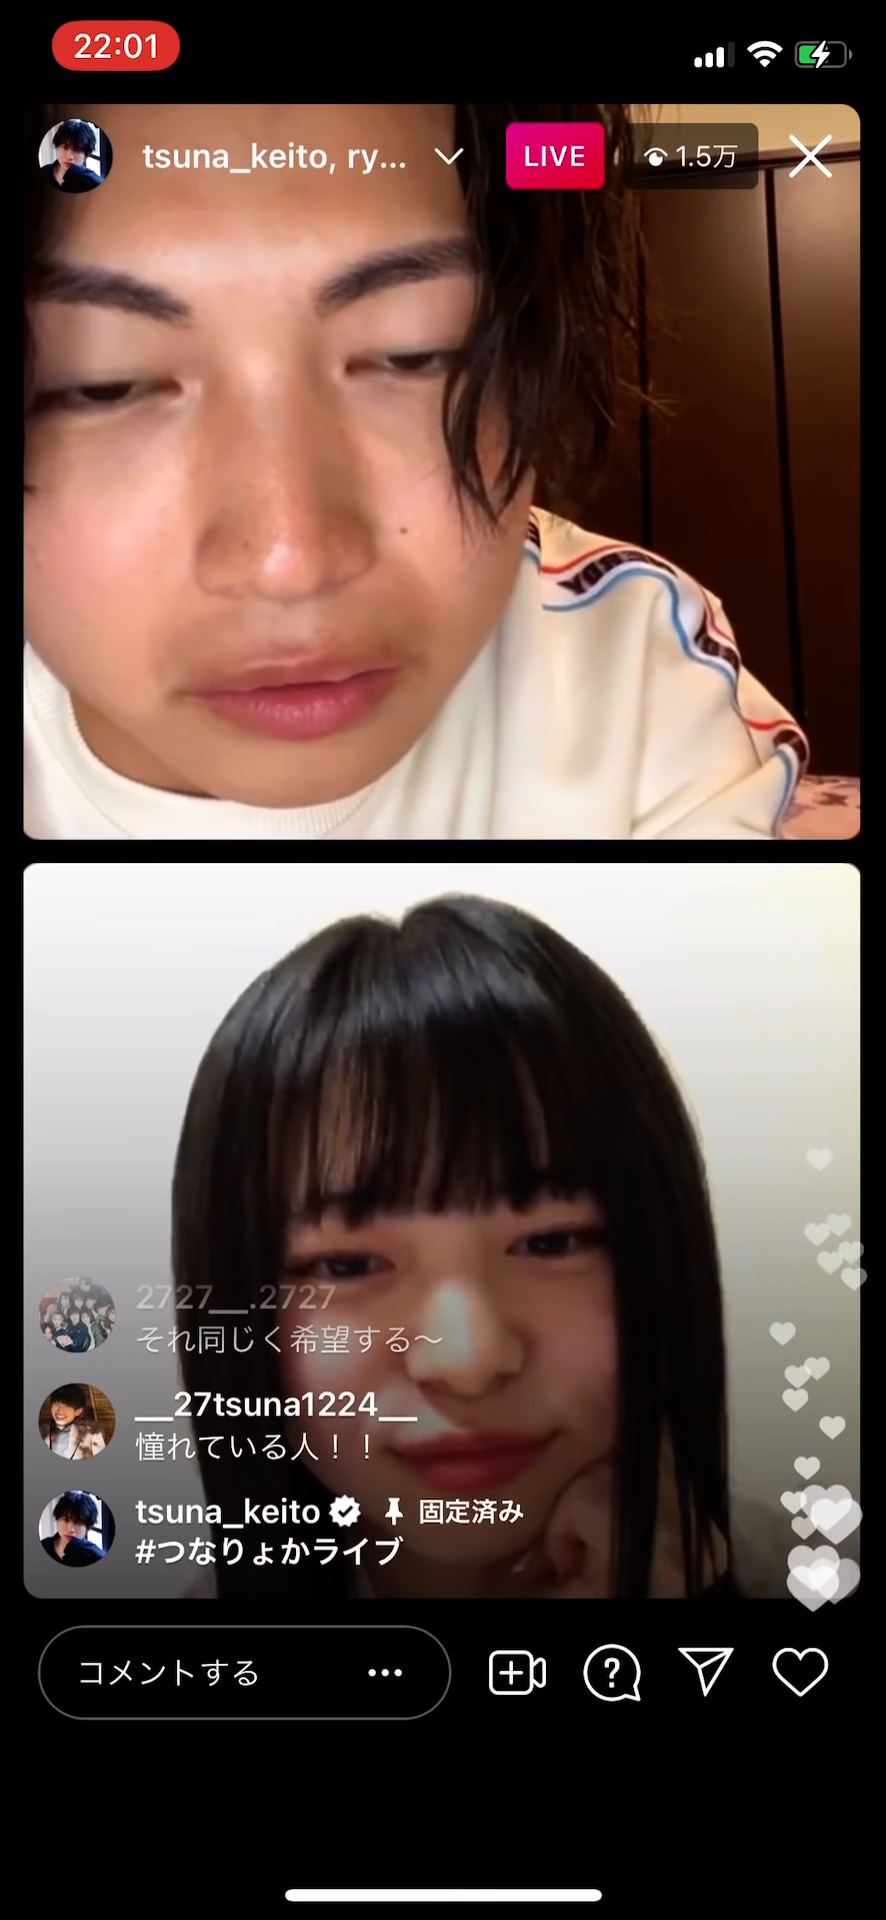 22:01
tsuna_keito, ry...
LIVE
1.5万
2727__.2727
それ同じく希望する〜
__27tsuna1224__
憧れている人！！
tsuna_keito 固定済み
#つなりょかライブ
コメントする